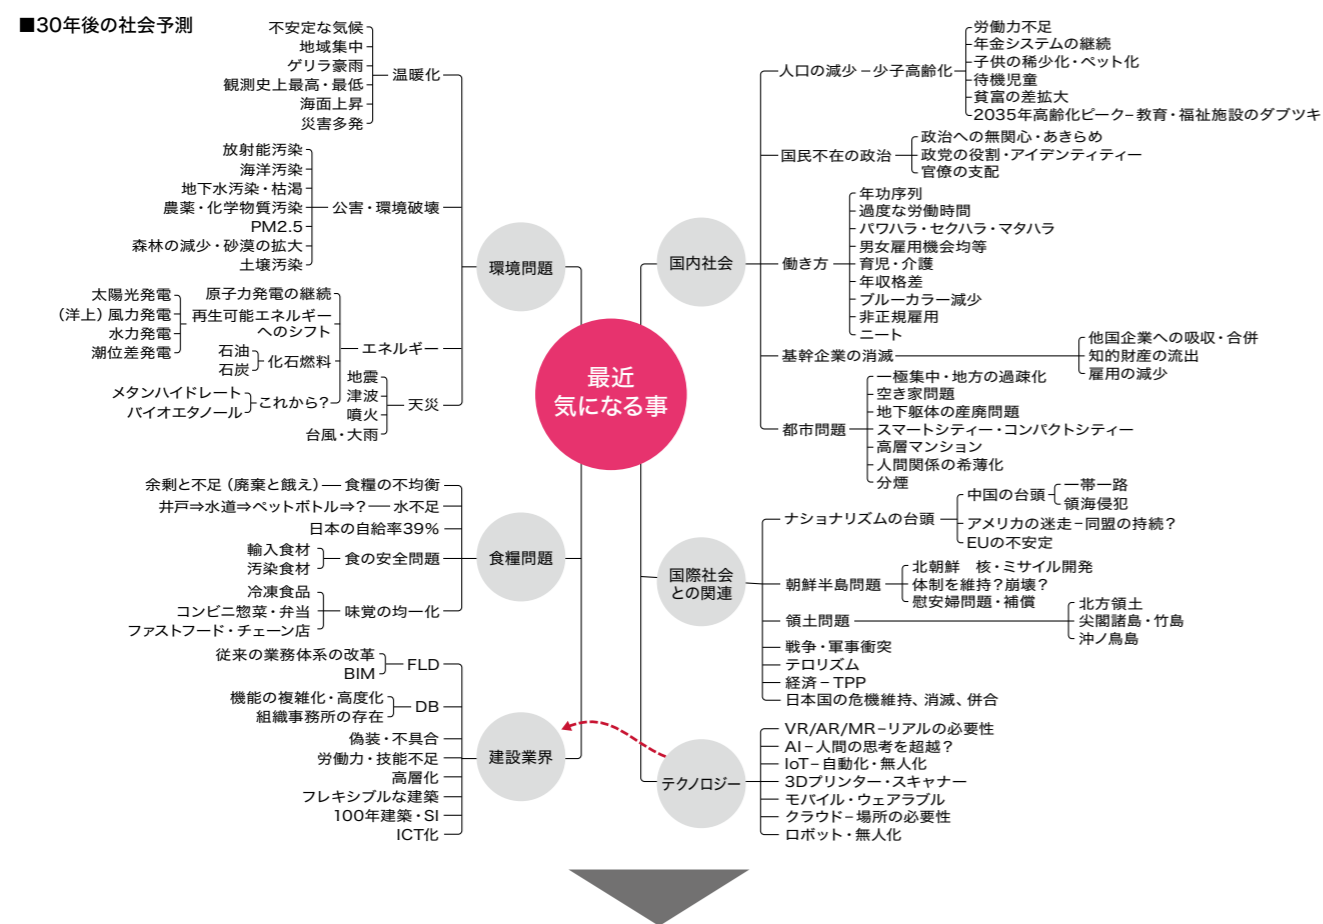 ■30年後の社会予測
最近
気になる事
環境問題
温暖化
不安定な気候
地域集中
ゲリラ豪雨
観測史上最高・最低
海面上昇
災害多発
公害・環境破壊
放射能汚染
海洋汚染
地下水汚染・枯渇
農薬・化学物質汚染
PM2.5
森林の減少・砂漠の拡大
土壌汚染
エネルギー
原子力発電の継続
再生可能エネルギー
へのシフト
太陽光発電
（洋上）風力発電
水力発電
潮位差発電
化石燃料
石油
石炭
これから？
メタンハイドレート
バイオエタノール
天災
地震
津波
噴火
台風・大雨
食糧問題
余剰と不足（廃棄と餓え）ー 食糧の不均衡
井戸⇒水道⇒ペットボトル⇒？ー 水不足
日本の自給率39%
食の安全問題
輸入食材
汚染食材
味覚の均一化
冷凍食品
コンビニ惣菜・弁当
ファストフード・チェーン店
建設業界
FLD
従来の業務体系の改革
BIM
DB
機能の複雑化・高度化
組織事務所の存在
偽装・不具合
労働力・技能不足
高層化
フレキシブルな建築
100年建築・SI
ICT化
国内社会
人口の減少－少子高齢化
労働力不足
年金システムの継続
子供の稀少化・ペット化
待機児童
貧富の差拡大
2035年高齢化ピーク−教育・福祉施設のダブツキ
国民不在の政治
政治への無関心・あきらめ
政党の役割・アイデンティティー
官僚の支配
働き方
年功序列
過度な労働時間
パワハラ・セクハラ・マタハラ
男女雇用機会均等
育児・介護
年収格差
ブルーカラー減少
非正規雇用
ニート
基幹企業の消滅
他国企業への吸収・合併
知的財産の流出
雇用の減少
都市問題
一極集中・地方の過疎化
空き家問題
地下躯体の産廃問題
スマートシティー・コンパクトシティー
高層マンション
人間関係の希薄化
分煙
国際社会
との関連
ナショナリズムの台頭
中国の台頭
一帯一路
領海侵犯
アメリカの迷走−同盟の持続？
EUの不安定
朝鮮半島問題
北朝鮮　核・ミサイル開発
体制を維持？崩壊？
慰安婦問題・補償
領土問題
北方領土
尖閣諸島・竹島
沖ノ鳥島
戦争・軍事衝突
テロリズム
経済−TPP
日本国の危機維持、消滅、併合
テクノロジー
VR/AR/MR−リアルの必要性
AI−人間の思考を超越？
IoT−自動化・無人化
3Dプリンター・スキャナー
モバイル・ウェアラブル
クラウド−場所の必要性
ロボット・無人化